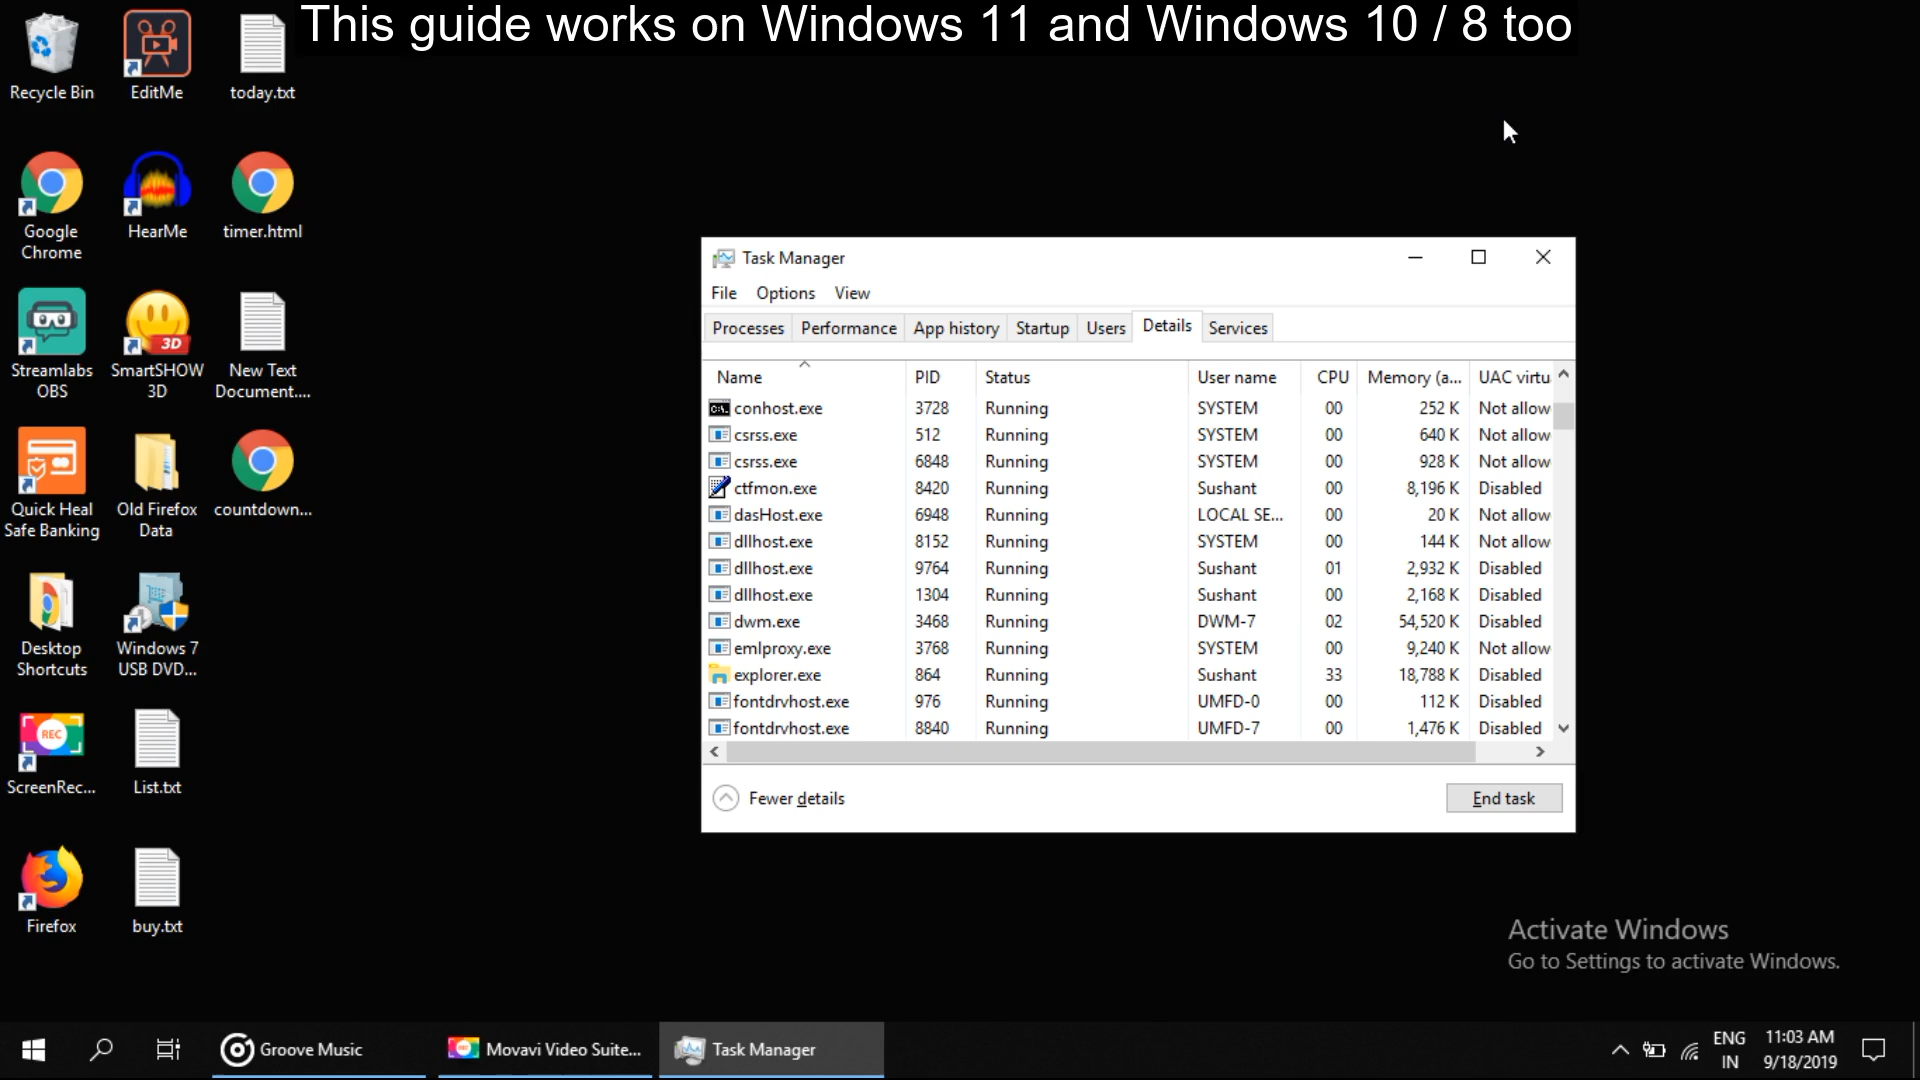 This guide works on Windows 11 and Windows 10 / 8 too
Recycle Bin
EditMe
today.txt
Google
Chrome
HearMe
timer.html
Streamlabs
OBS
SmartSHOW
3D
3D
New Text
Document....
Quick Heal
Safe Banking
Old Firefox
Data
countdown...
Desktop
Shortcuts
Windows 7
USB DVD...
REC
ScreenRec...
List.txt
Firefox
buy.txt
Task Manager
File Options View
Processes Performance App history Startup Users Details Services
Name PID Status User name CPU Memory (a... UAC virtu
conhost.exe 3728 Running SYSTEM 00 252 K Not allow
csrss.exe 512 Running SYSTEM 00 640 K Not allow
csrss.exe 6848 Running SYSTEM 00 928 K Not allow
ctfmon.exe 8420 Running Sushant 00 8,196 K Disabled
dasHost.exe 6948 Running LOCAL SE... 00 20 K Not allow
dllhost.exe 8152 Running SYSTEM 00 144 K Not allow
dllhost.exe 9764 Running Sushant 01 2,932 K Disabled
dllhost.exe 1304 Running Sushant 00 2,168 K Disabled
dwm.exe 3468 Running DWM-7 02 54,520 K Disabled
emlproxy.exe 3768 Running SYSTEM 00 9,240 K Not allow
explorer.exe 864 Running Sushant 33 18,788 K Disabled
fontdrvhost.exe 976 Running UMFD-0 00 112 K Disabled
fontdrvhost.exe 8840 Running UMFD-7 00 1,476 K Disabled
Fewer details
End task
Activate Windows
Go to Settings to activate Windows.
Groove Music
Movavi Video Suite...
Task Manager
ENG
IN
11:03 AM
9/18/2019